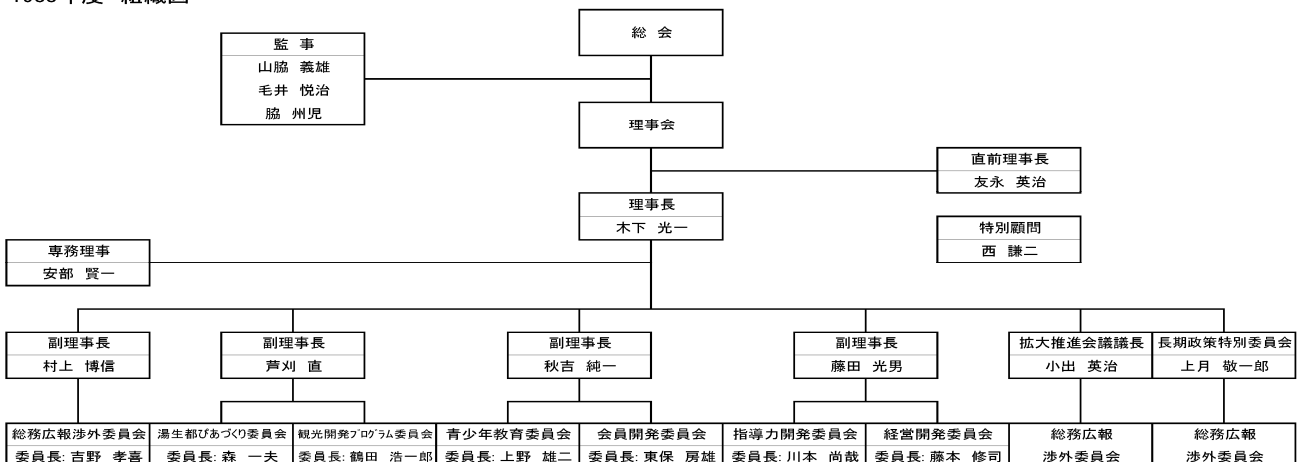 総 会
監 事
山脇 義雄
毛井 悦治
脇 州児
理事会
直前理事長
友永 英治
理事長
木下 光一
特別顧問
西 謙二
専務理事
安部 賢一
副理事長
村上 博信
副理事長
芦刈 直
副理事長
秋吉 純一
副理事長
藤田 光男
拡大推進会議議長
小出 英治
長期政策特別委員会
上月 敬一郎
総務広報渉外委員会
委員長: 吉野 孝喜
湯生都ぴあづくり委員会
委員長: 森 一夫
観光開発プログラム委員会
委員長: 鶴田 浩一郎
青少年教育委員会
委員長: 上野 雄二
会員開発委員会
委員長: 東保 房雄
指導力開発委員会
委員長: 川本 尚哉
経営開発委員会
委員長: 藤本 修司
総務広報
渉外委員会
総務広報
渉外委員会